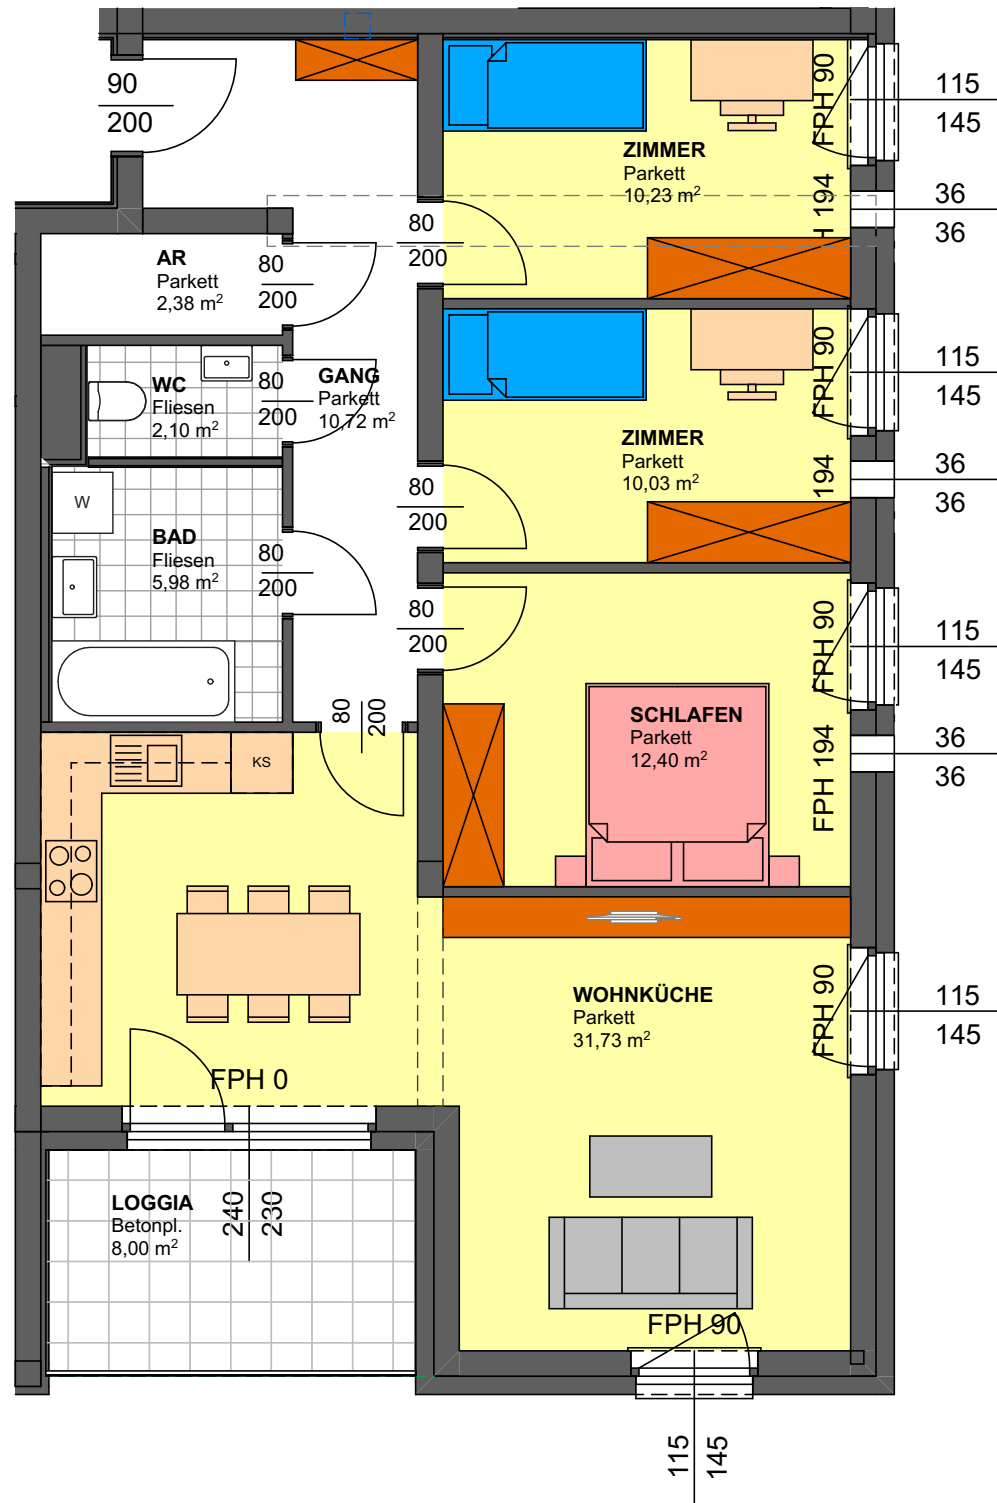 90
200
FPH 90
115
145
ZIMMER
Parkett
10,23 m²
194
36
36
80
200
AR
Parkett
2,38 m²
80
200
FPH 90
115
145
WC
Fliesen
2,10 m²
80
200
GANG
Parkett
10,72 m²
ZIMMER
Parkett
10,03 m²
194
36
36
80
200
W
BAD
Fliesen
5,98 m²
80
200
80
200
FPH 90
115
145
80
200
SCHLAFEN
Parkett
12,40 m²
FPH 194
36
36
KS
WOHNKÜCHE
Parkett
31,73 m²
FPH 90
115
145
FPH 0
LOGGIA
Betonpl.
8,00 m²
240
230
FPH 90
115
145